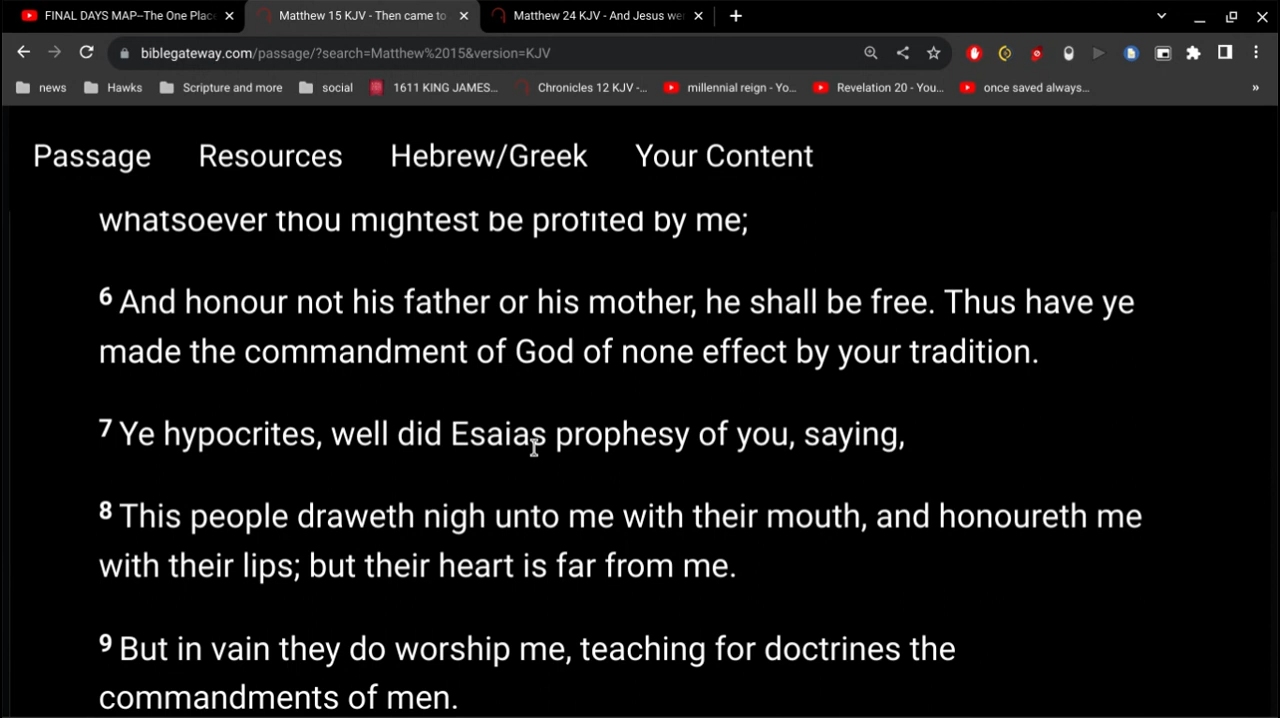 FINAL DAYS MAP--The One Plac
Matthew 15 KJV - Then came to
Matthew 24 KJV - And Jesus we
biblegateway.com/passage/?search=Matthew%2015&version=KJV
news Hawks Scripture and more social 1611 KING JAMES... Chronicles 12 KJV -... millennial reign - Yo... Revelation 20 - You... once saved always... »
Passage Resources Hebrew/Greek Your Content
whatsoever thou mightest be profited by me;
6 And honour not his father or his mother, he shall be free. Thus have ye
made the commandment of God of none effect by your tradition.
7 Ye hypocrites, well did Esaias prophesy of you, saying,
8 This people draweth nigh unto me with their mouth, and honoureth me
with their lips; but their heart is far from me.
9 But in vain they do worship me, teaching for doctrines the
commandments of men.